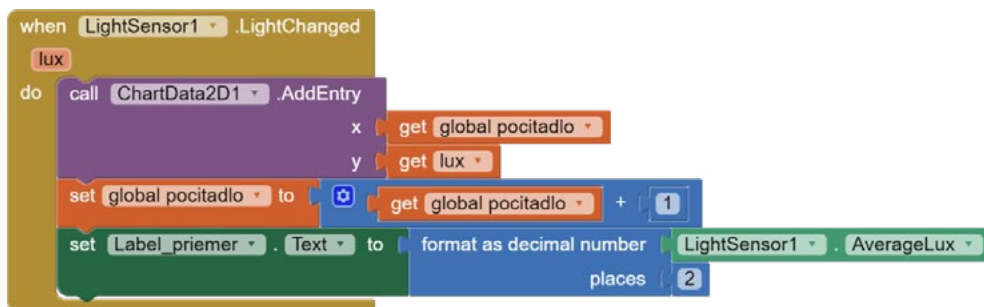 when LightSensor1 .LightChanged
lux
do call ChartData2D1 .AddEntry
x get global pocitadlo
y get lux
set global pocitadlo to get global pocitadlo + 1
set Label_priemer . Text to format as decimal number LightSensor1 . AverageLux
places 2